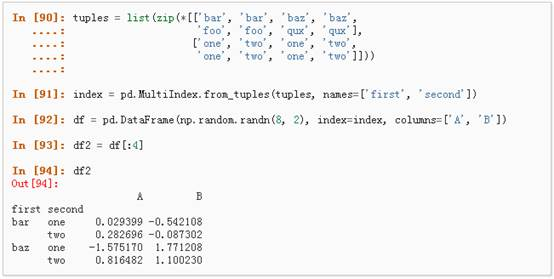 In [90]: tuples = list(zip(*[['bar', 'bar', 'baz', 'baz',
   ....:                      'foo', 'foo', 'qux', 'qux'],
   ....:                     ['one', 'two', 'one', 'two',
   ....:                      'one', 'two', 'one', 'two']]))
   ....:
In [91]: index = pd.MultiIndex.from_tuples(tuples, names=['first', 'second'])
In [92]: df = pd.DataFrame(np.random.randn(8, 2), index=index, columns=['A', 'B'])
In [93]: df2 = df[:4]
In [94]: df2
Out[94]:
                     A         B
first second
bar   one     0.029399 -0.542108
      two     0.282696 -0.087302
baz   one    -1.575170  1.771208
      two     0.816482  1.100230